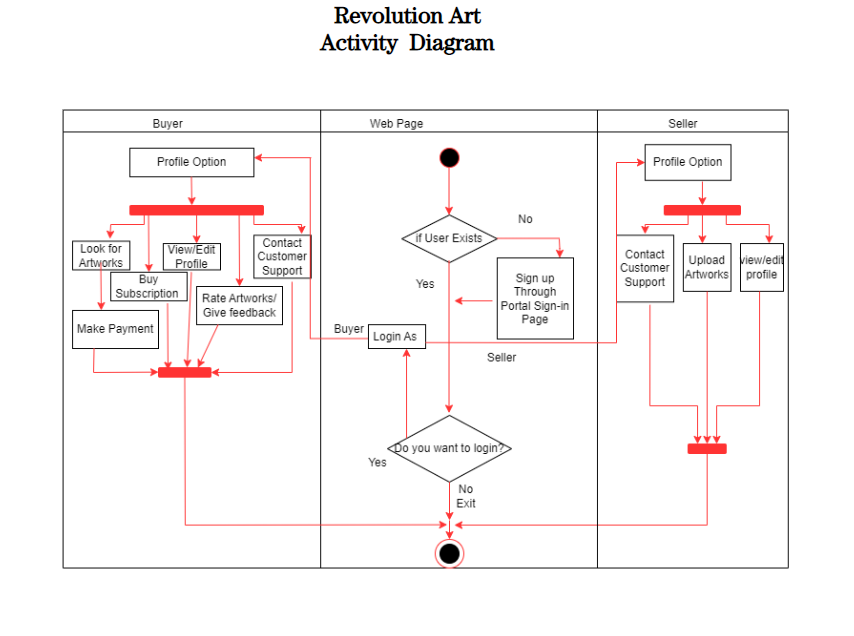 Revolution Art
Activity Diagram
Buyer
Web Page
Seller
Profile Option
Profile Option
if User Exists
No
Yes
Look for
Artworks
View/Edit
Profile
Contact
Customer
Support
Buy
Subscription
Rate Artworks/
Give feedback
Make Payment
Sign up
Through
Portal Sign-in
Page
Contact
Customer
Support
Upload
Artworks
view/edit
profile
Buyer
Login As
Seller
Do you want to login?
Yes
No
Exit